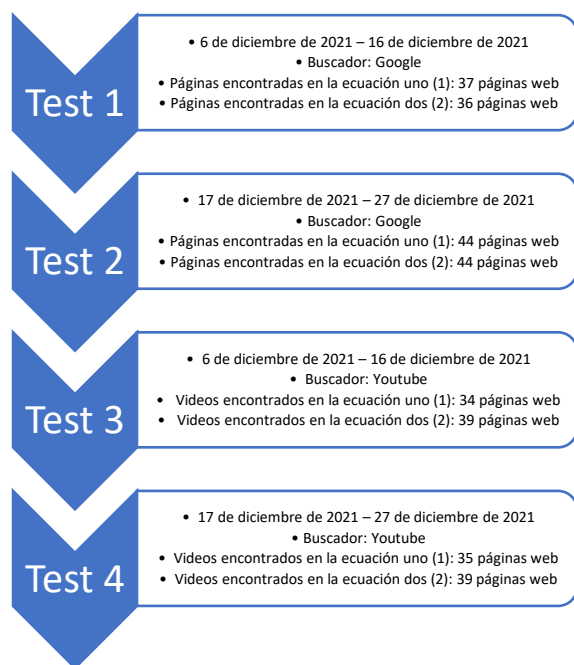 Test 1
• 6 de diciembre de 2021 – 16 de diciembre de 2021
• Buscador: Google
• Páginas encontradas en la ecuación uno (1): 37 páginas web
• Páginas encontradas en la ecuación dos (2): 36 páginas web
Test 2
• 17 de diciembre de 2021 – 27 de diciembre de 2021
• Buscador: Google
• Páginas encontradas en la ecuación uno (1): 44 páginas web
• Páginas encontradas en la ecuación dos (2): 44 páginas web
Test 3
• 6 de diciembre de 2021 – 16 de diciembre de 2021
• Buscador: Youtube
• Videos encontrados en la ecuación uno (1): 34 páginas web
• Videos encontrados en la ecuación dos (2): 39 páginas web
Test 4
• 17 de diciembre de 2021 – 27 de diciembre de 2021
• Buscador: Youtube
• Videos encontrados en la ecuación uno (1): 35 páginas web
• Videos encontrados en la ecuación dos (2): 39 páginas web